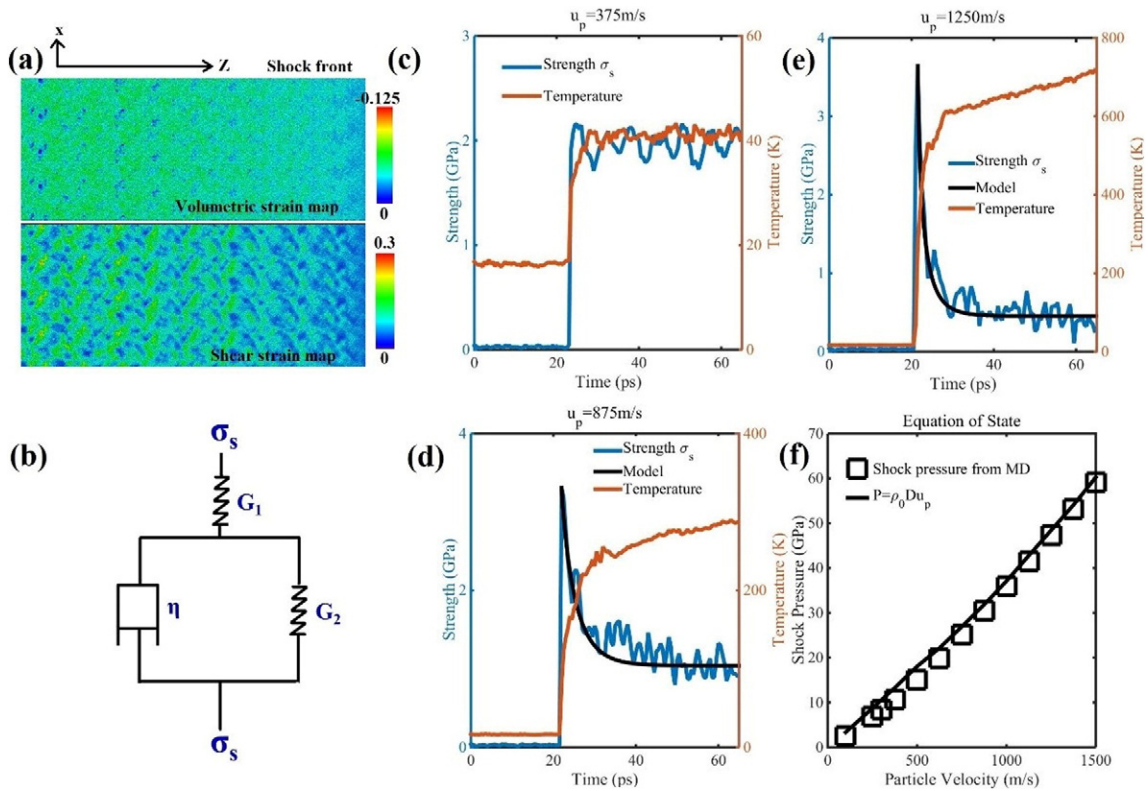 (a)
x
Z
Shock front
-0.125
0
Volumetric strain map
0.3
0
Shear strain map
(b)
σs
G1
η
G2
σs
(c)
up=375m/s
Strength σs
Temperature
Strength (GPa)
3
2
1
0
Temperature (K)
60
40
20
0
0 20 40 60
Time (ps)
(d)
up=875m/s
Strength σs
Model
Temperature
Strength (GPa)
4
2
0
Temperature (K)
400
200
0
0 20 40 60
Time (ps)
(e)
up=1250m/s
Strength σs
Model
Temperature
Strength (GPa)
4
3
2
1
0
Temperature (K)
800
600
400
200
0
0 20 40 60
Time (ps)
(f)
Equation of State
Shock pressure from MD
P=ρ0Dup
Shock Pressure (GPa)
70
60
50
40
30
20
10
0
500 1000 1500
Particle Velocity (m/s)